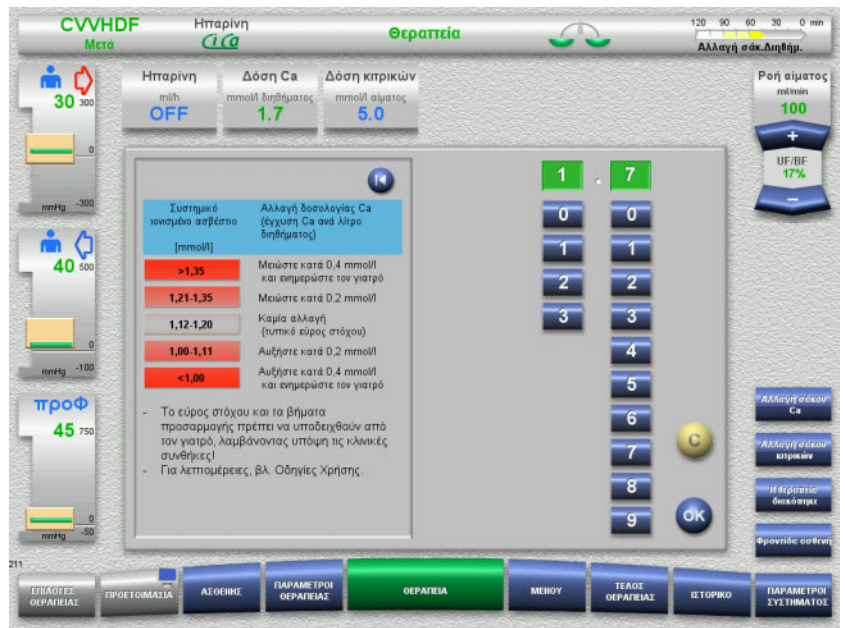 CVVHDF
Μετά
Ηπαρίνη
Ci Ca
Θεραπεία
120 90 60 30 0 min
Αλλαγή σάκ.Διηθήμ.
30
300
0
mmHg -300
40
500
0
mmHg -100
προΦ
45
750
0
mmHg -50
Ηπαρίνη
ml/h
OFF
Δόση Ca
mmol/l διηθήματος
1.7
Δόση κιτρικών
mmol/l αίματος
5.0
Ροή αίματος
ml/min
100
+
UF/BF
17%
−
Συστημικό
ιονισμένο ασβέστιο
[mmol/l]
Αλλαγή δοσολογίας Ca
(έγχυση Ca ανά λίτρο
διηθήματος)
>1,35
Μειώστε κατά 0,4 mmol/l
και ενημερώστε τον γιατρό
1,21-1,35
Μειώστε κατά 0,2 mmol/l
1,12-1,20
Καμία αλλαγή
(τυπικό εύρος στόχου)
1,00-1,11
Αυξήστε κατά 0,2 mmol/l
<1,00
Αυξήστε κατά 0,4 mmol/l
και ενημερώστε τον γιατρό
- Το εύρος στόχου και τα βήματα
προσαρμογής πρέπει να υποδειχθούν από
τον γιατρό, λαμβάνοντας υπόψη τις κλινικές
συνθήκες!
- Για λεπτομέρειες, βλ. Οδηγίες Χρήσης.
1 . 7
0 0
1 1
2 2
3 3
4
5
6
7
8
9
C
OK
Αλλαγή σάκου
Ca
Αλλαγή σάκου
κιτρικών
Η θεραπεία
διεκόπηκε
Φροντίδα ασθενή
211
ΕΠΙΛΟΓΕΣ
ΘΕΡΑΠΕΙΑΣ
ΠΡΟΕΤΟΙΜΑΣΙΑ
ΑΣΘΕΝΗΣ
ΠΑΡΑΜΕΤΡΟΙ
ΘΕΡΑΠΕΙΑΣ
ΘΕΡΑΠΕΙΑ
ΜΕΝΟΥ
ΤΕΛΟΣ
ΘΕΡΑΠΕΙΑΣ
ΙΣΤΟΡΙΚΟ
ΠΑΡΑΜΕΤΡΟΙ
ΣΥΣΤΗΜΑΤΟΣ